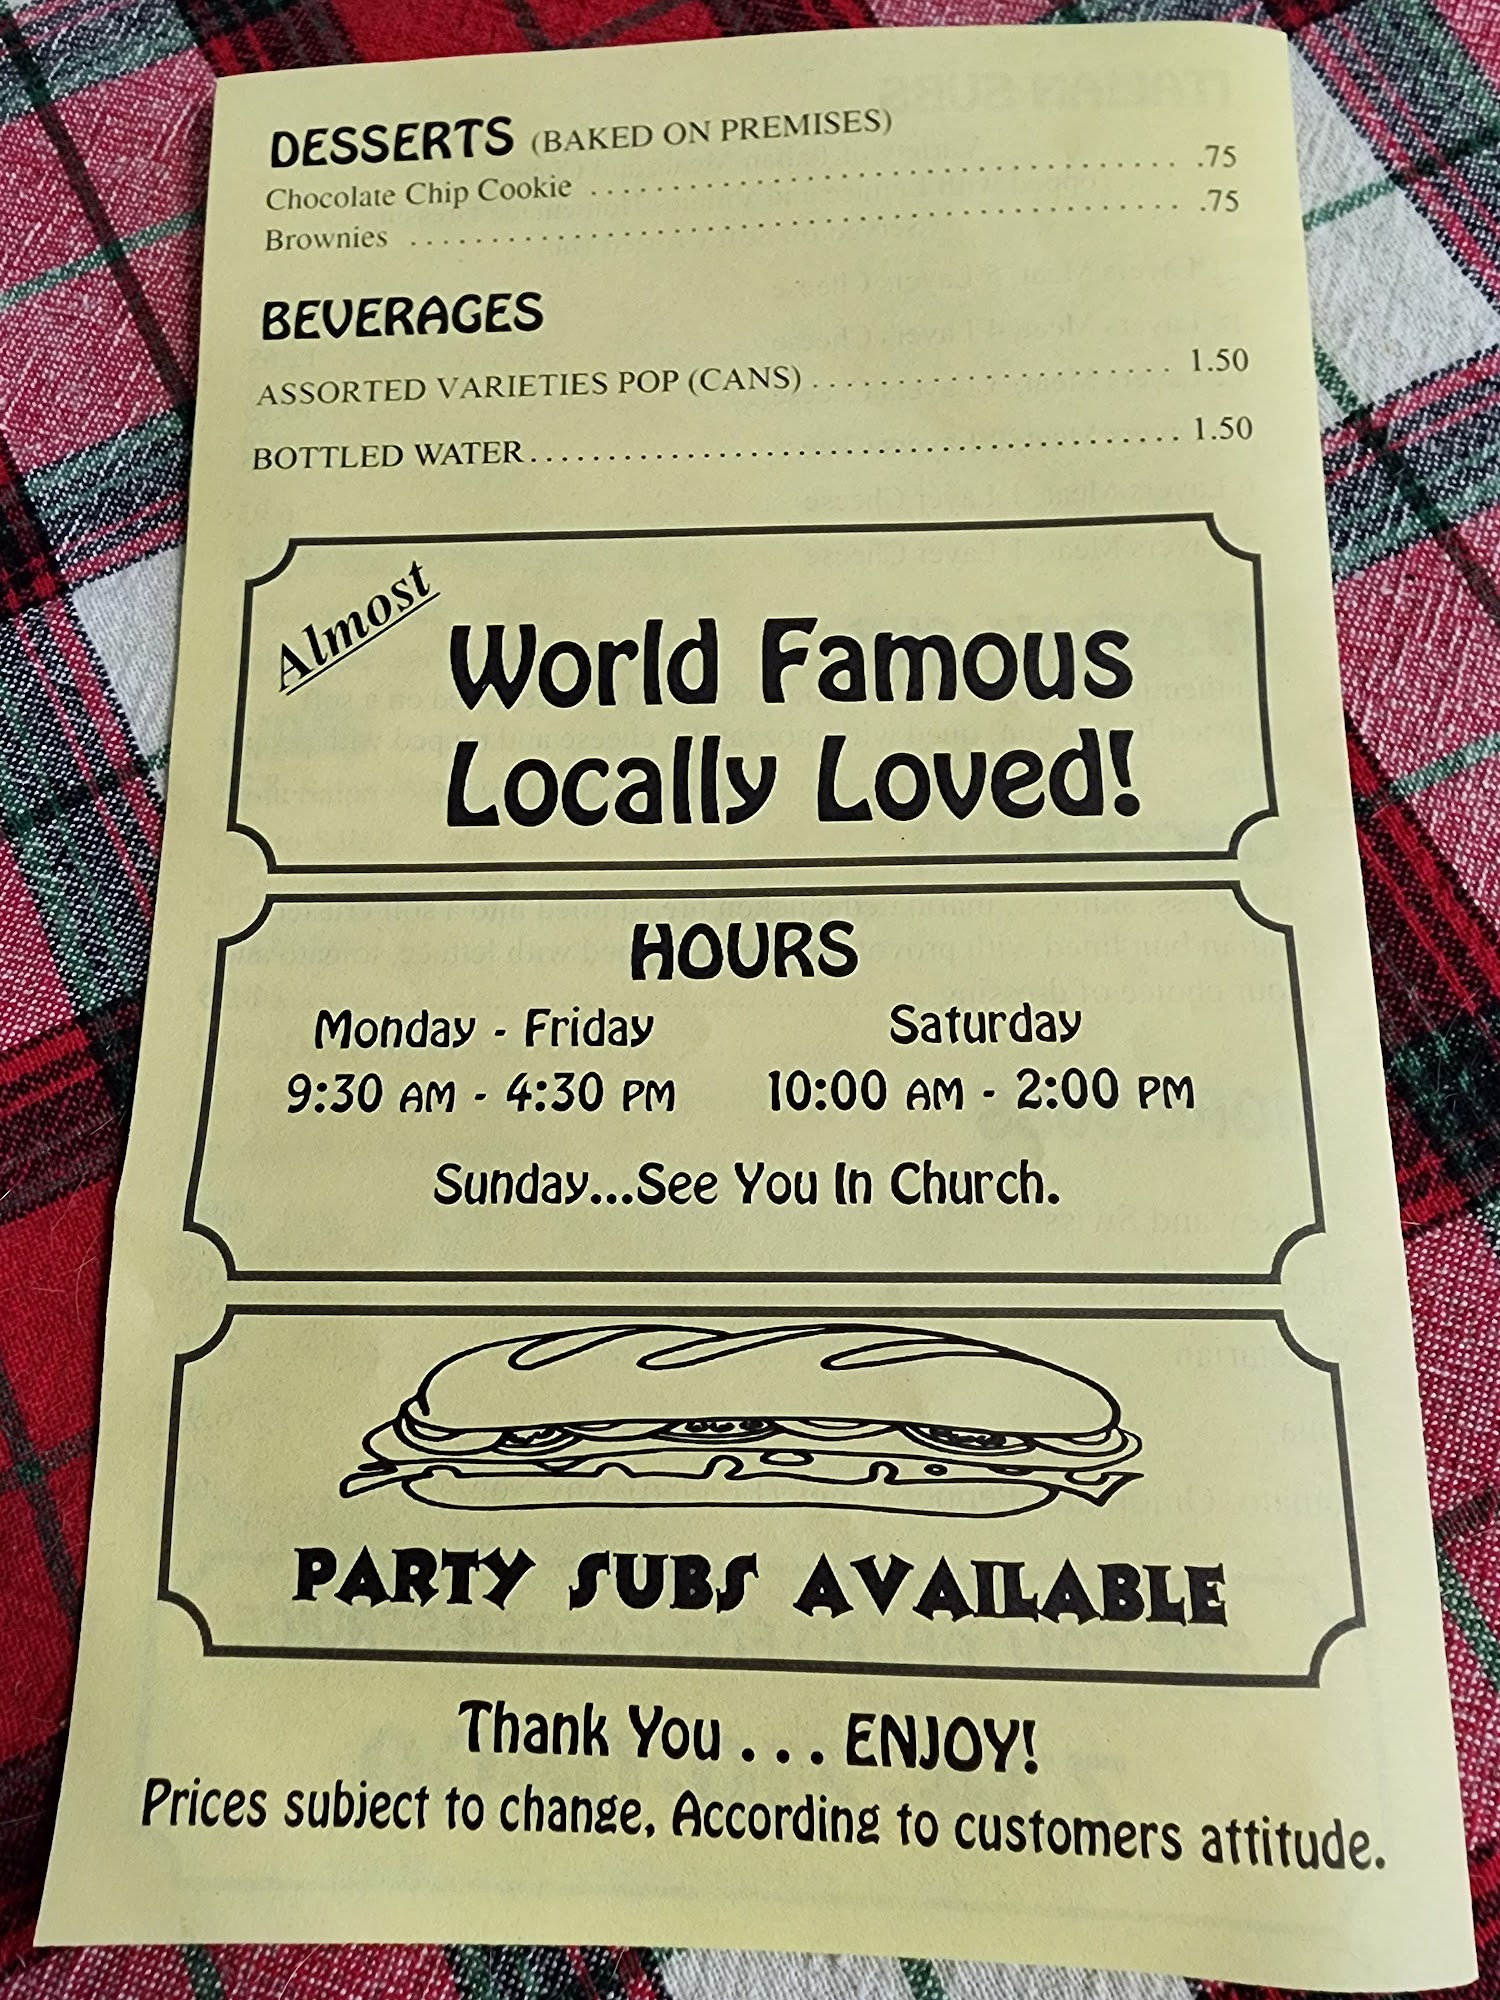 DESSERTS (BAKED ON PREMISES)
Chocolate Chip Cookie .75
Brownies .75
BEVERAGES
ASSORTED VARIETIES POP (CANS) 1.50
BOTTLED WATER 1.50
Almost
World Famous
Locally Loved!
HOURS
Monday - Friday Saturday
9:30 AM - 4:30 PM 10:00 AM - 2:00 PM
Sunday...See You In Church.
PARTY SUBS AVAILABLE
Thank You . . . ENJOY!
Prices subject to change, According to customers attitude.